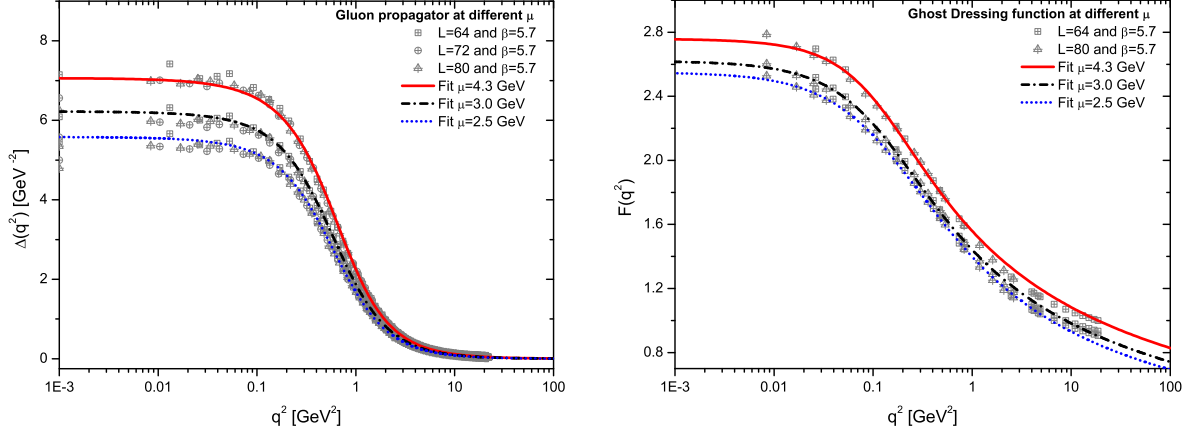 Gluon propagator at different μ
L=64 and β=5.7
L=72 and β=5.7
L=80 and β=5.7
Fit μ=4.3 GeV
Fit μ=3.0 GeV
Fit μ=2.5 GeV
8
6
4
2
0
Δ(q²) [GeV⁻²]
1E-3 0.01 0.1 1 10 100
q² [GeV²]
Ghost Dressing function at different μ
L=64 and β=5.7
L=80 and β=5.7
Fit μ=4.3 GeV
Fit μ=3.0 GeV
Fit μ=2.5 GeV
2.8
2.4
2.0
1.6
1.2
0.8
F(q²)
1E-3 0.01 0.1 1 10 100
q² [GeV²]